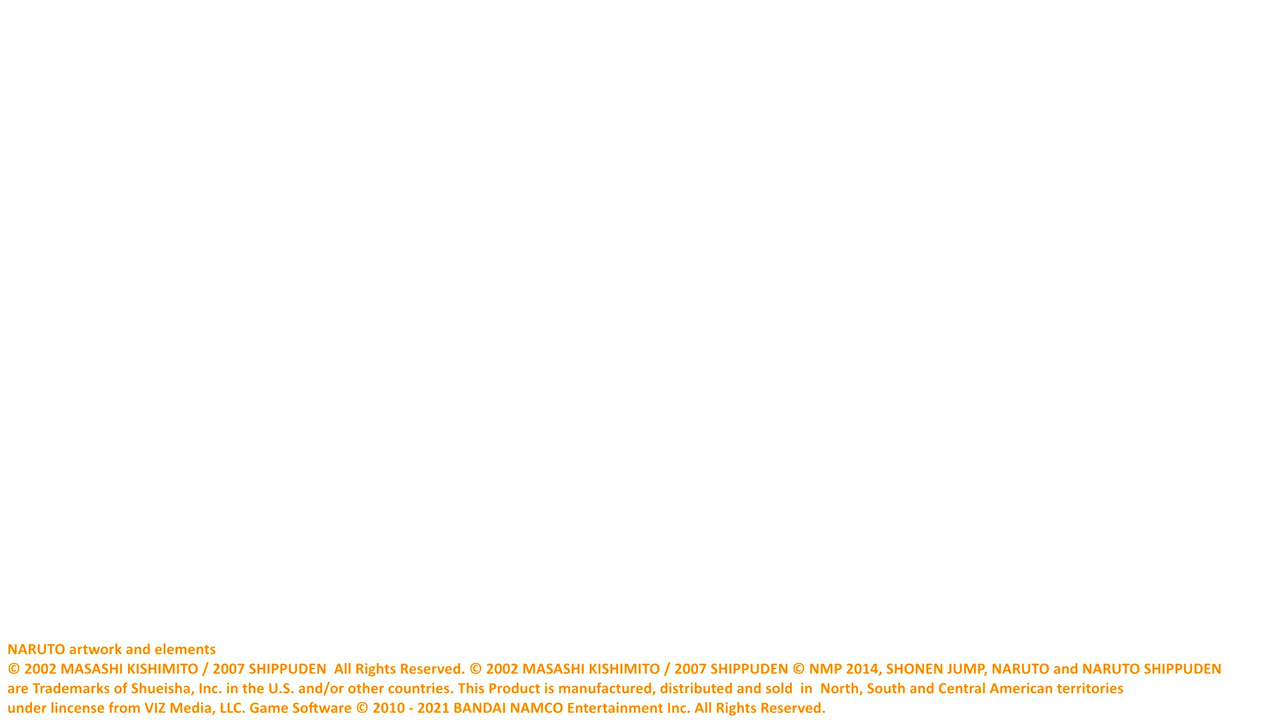 NARUTO artwork and elements
© 2002 MASASHI KISHIMITO / 2007 SHIPPUDEN  All Rights Reserved. © 2002 MASASHI KISHIMITO / 2007 SHIPPUDEN © NMP 2014, SHONEN JUMP, NARUTO and NARUTO SHIPPUDEN
are Trademarks of Shueisha, Inc. in the U.S. and/or other countries. This Product is manufactured, distributed and sold  in  North, South and Central American territories
under lincense from VIZ Media, LLC. Game Software © 2010 - 2021 BANDAI NAMCO Entertainment Inc. All Rights Reserved.